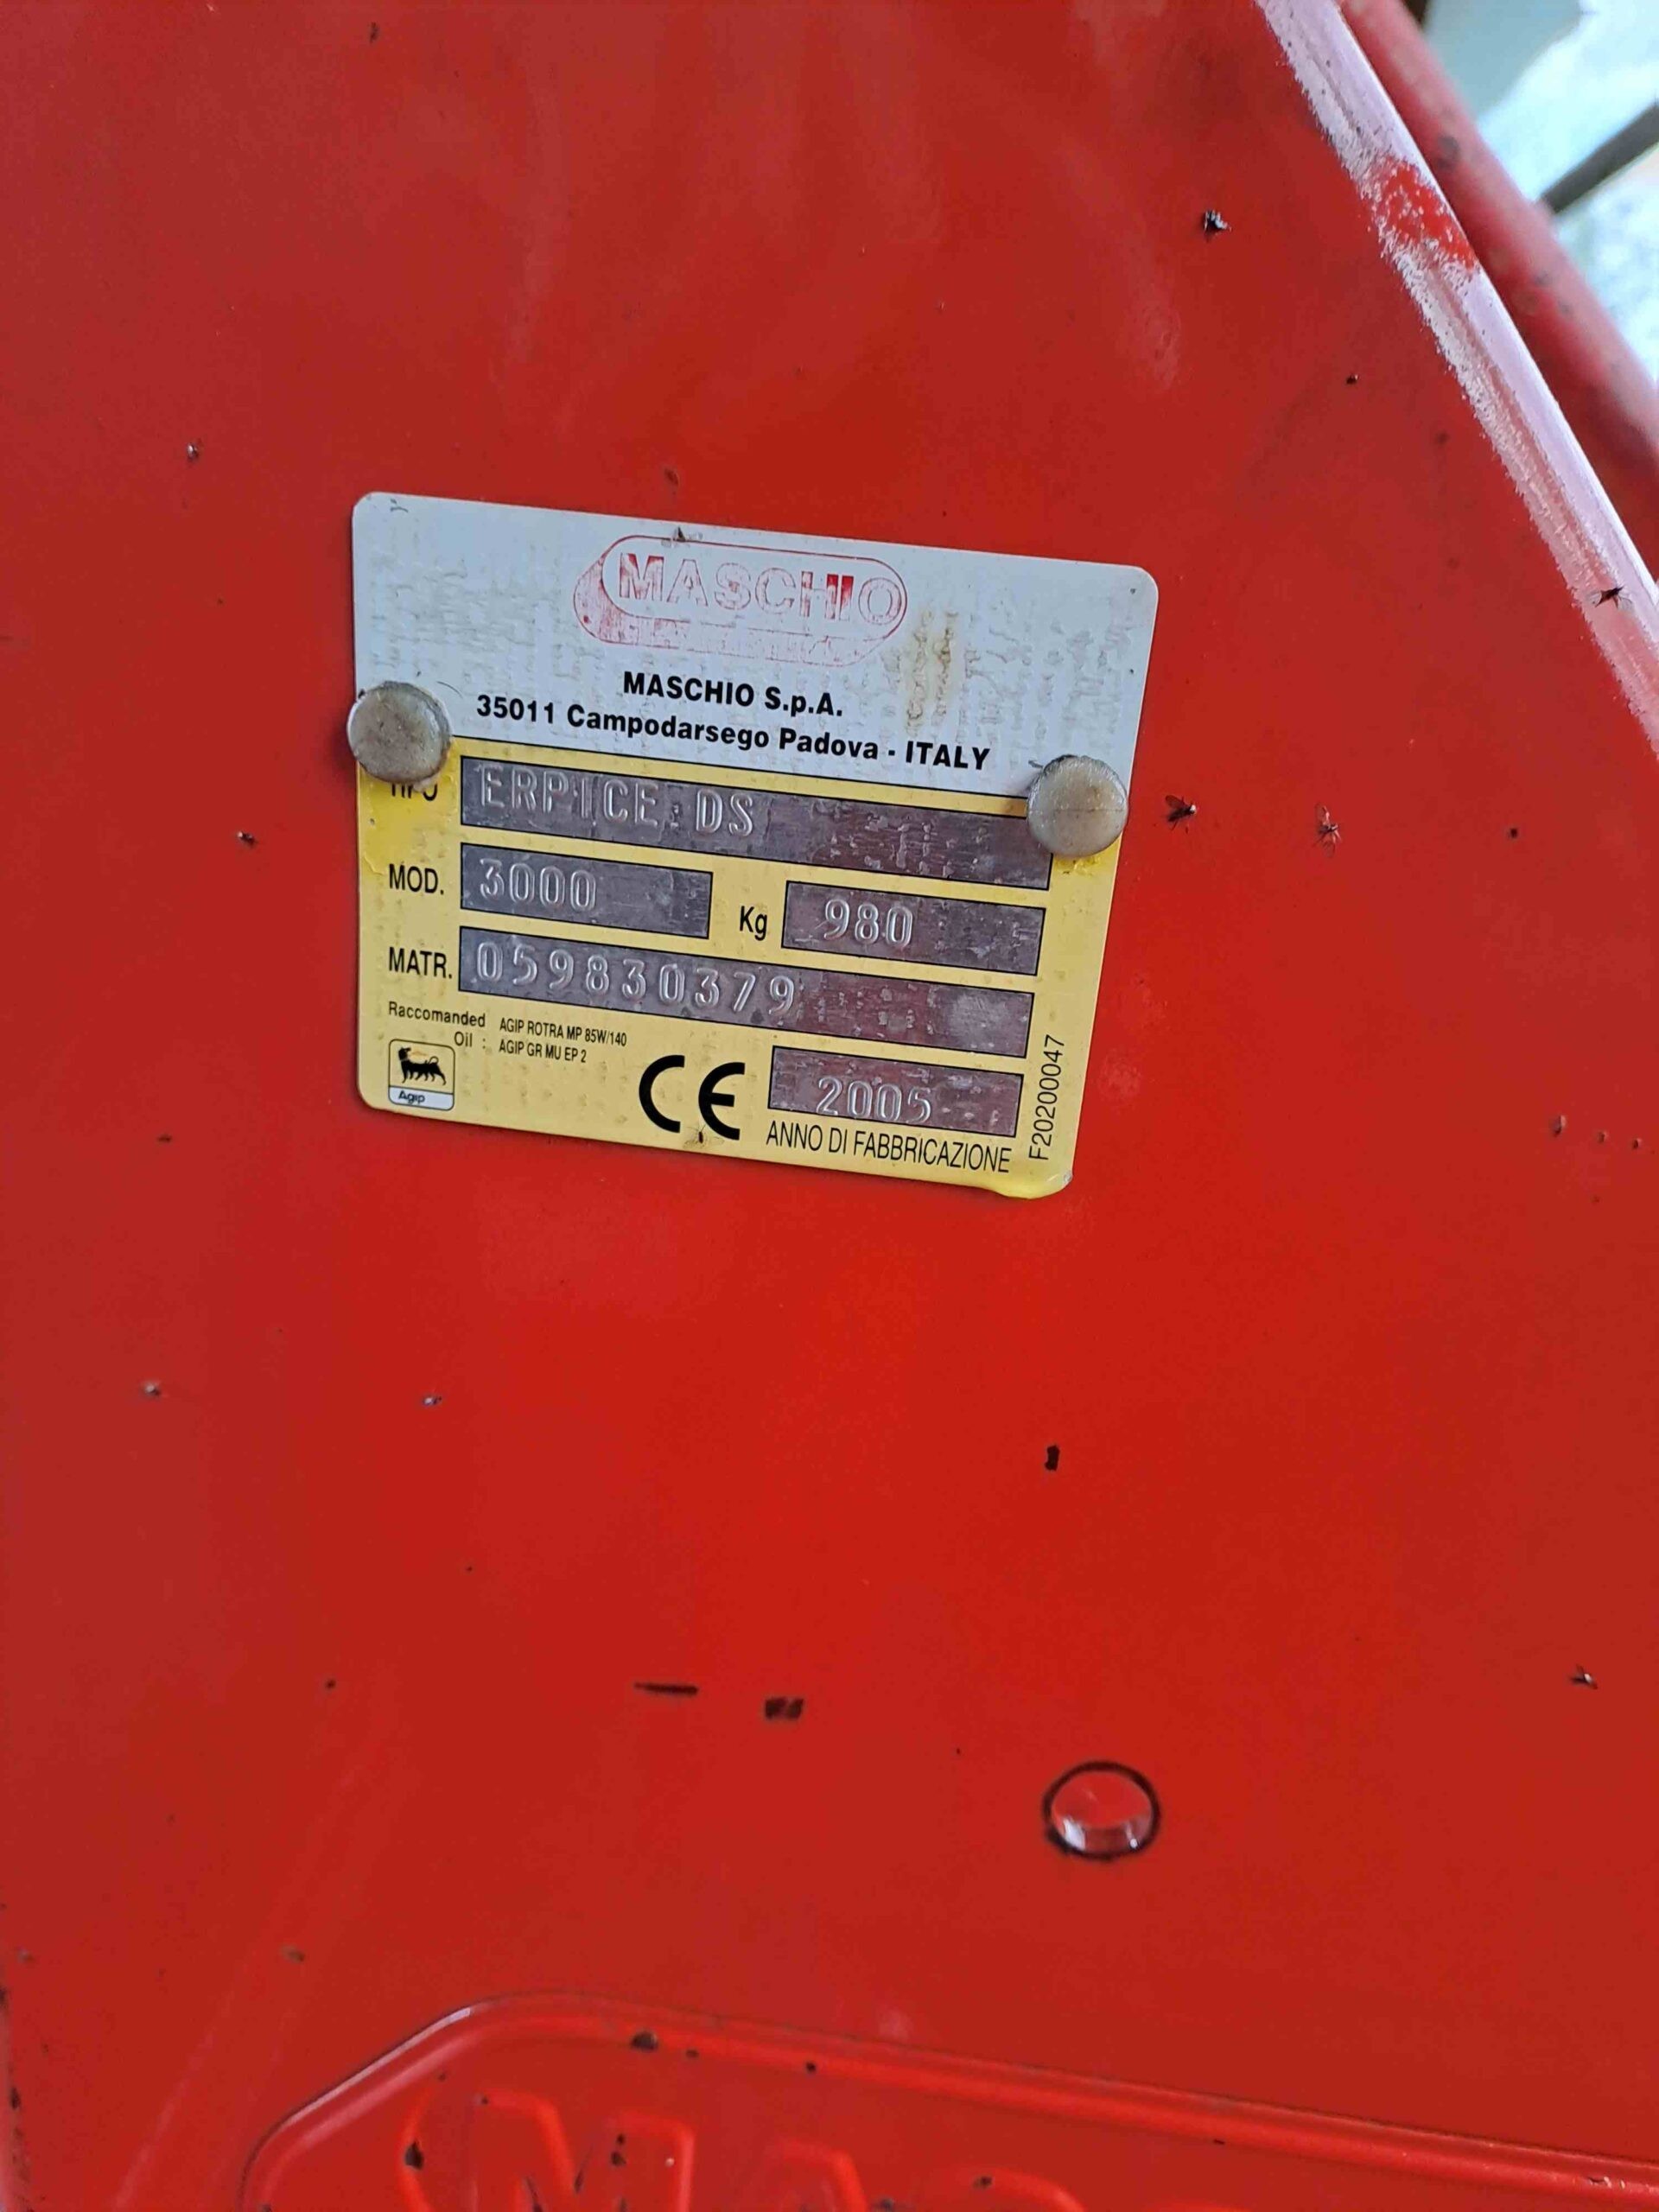 MASCHIO
MASCHIO S.p.A.
35011 Campodarsego Padova - ITALY
TIPO ERPICE DS
MOD. 3000 Kg 980
MATR. 059830379
Raccomanded AGIP ROTRA MP 85W/140
Oil : AGIP GR MU EP 2
Agip
CE 2005
ANNO DI FABBRICAZIONE
F20200047